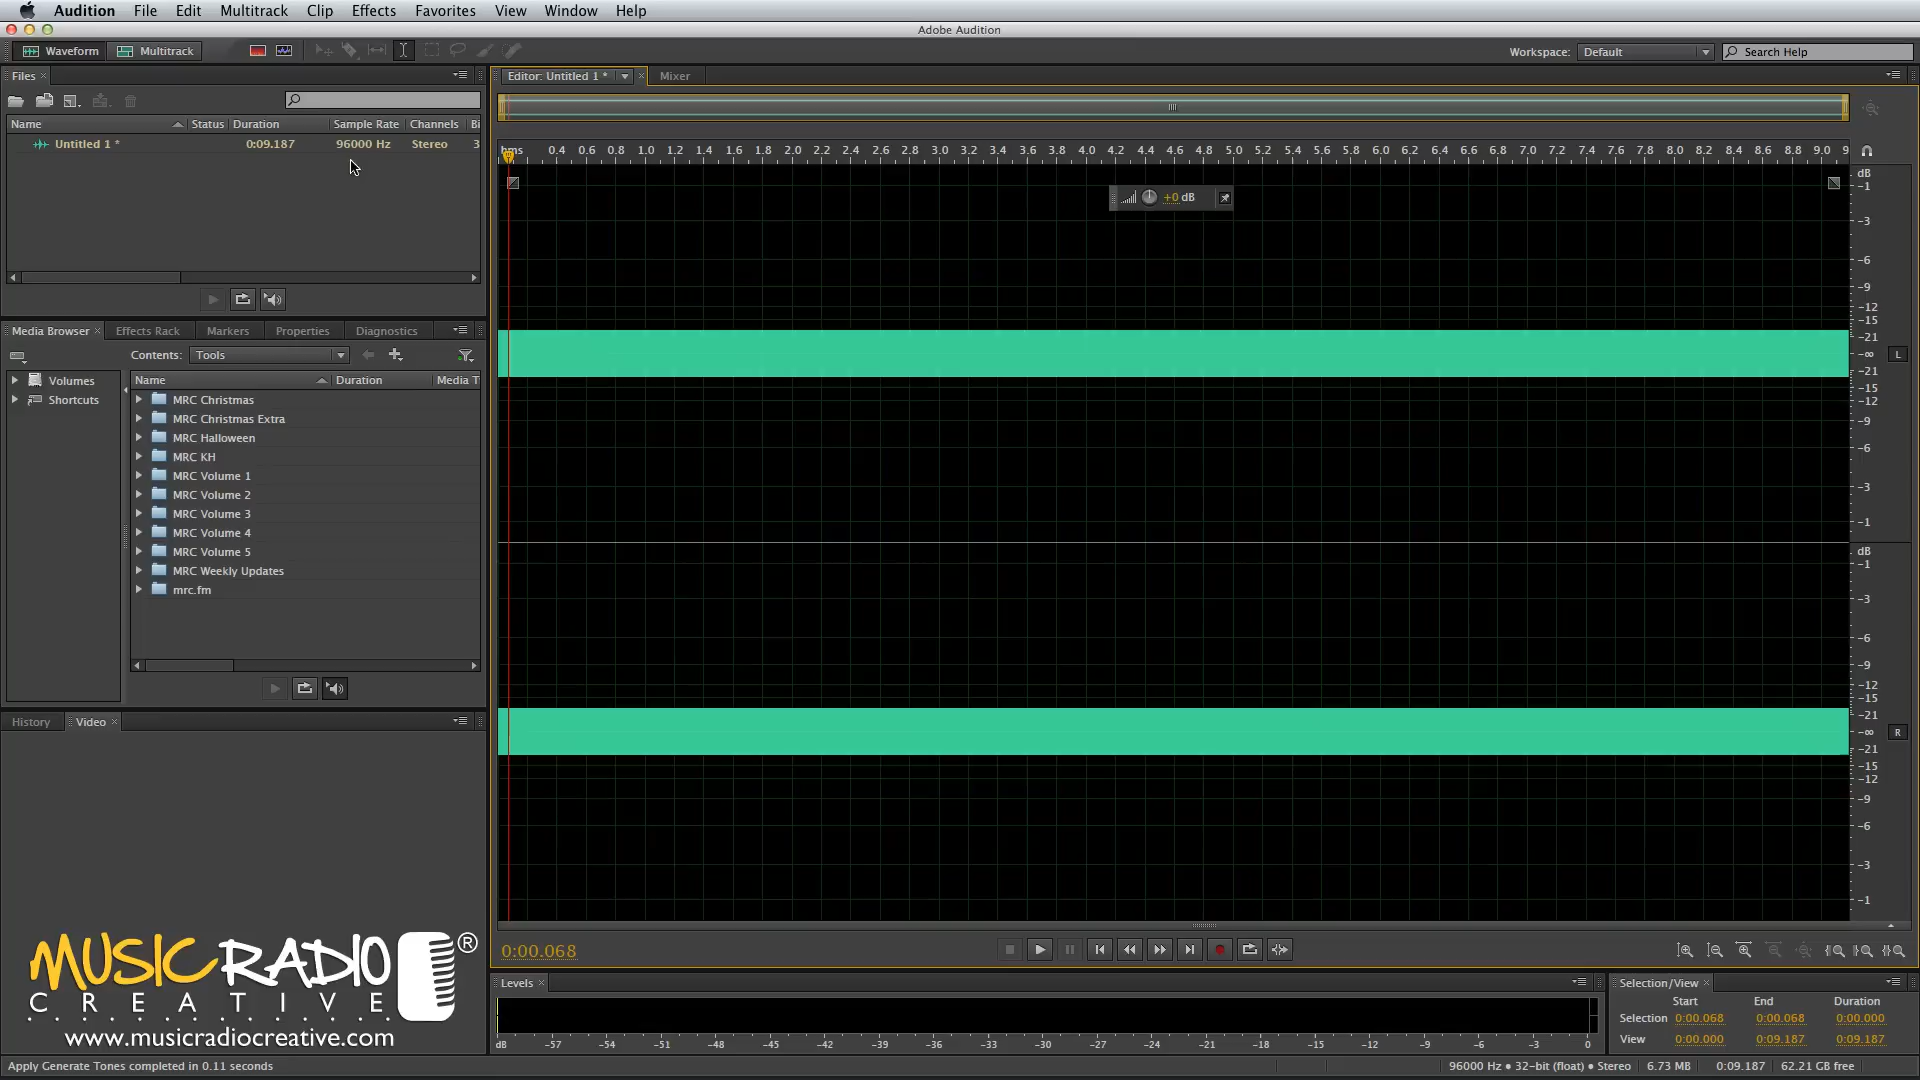 Audition File Edit Multitrack Clip Effects Favorites View Window Help
Adobe Audition
Waveform Multitrack
Workspace: Default Search Help
Files
Name Status Duration Sample Rate Channels Bi
Untitled 1 * 0:09.187 96000 Hz Stereo 3
Media Browser Effects Rack Markers Properties Diagnostics
Contents: Tools
Volumes
Shortcuts
Name Duration Media T
MRC Christmas
MRC Christmas Extra
MRC Halloween
MRC KH
MRC Volume 1
MRC Volume 2
MRC Volume 3
MRC Volume 4
MRC Volume 5
MRC Weekly Updates
mrc.fm
History Video
MUSIC RADIO ®
CREATIVE
www.musicradiocreative.com
Editor: Untitled 1 * Mixer
hms 0.4 0.6 0.8 1.0 1.2 1.4 1.6 1.8 2.0 2.2 2.4 2.6 2.8 3.0 3.2 3.4 3.6 3.8 4.0 4.2 4.4 4.6 4.8 5.0 5.2 5.4 5.6 5.8 6.0 6.2 6.4 6.6 6.8 7.0 7.2 7.4 7.6 7.8 8.0 8.2 8.4 8.6 8.8 9.0 9
+0 dB
dB
-1
-3
-6
-9
-12
-15
-21
-∞ L
-21
-15
-12
-9
-6
-3
-1
dB
-1
-3
-6
-9
-12
-15
-21
-∞ R
-21
-15
-12
-9
-6
-3
-1
0:00.068
Levels
dB -57 -54 -51 -48 -45 -42 -39 -36 -33 -30 -27 -24 -21 -18 -15 -12 -9 -6 -3 0
Selection/View
Start End Duration
Selection 0:00.068 0:00.068 0:00.000
View 0:00.000 0:09.187 0:09.187
Apply Generate Tones completed in 0.11 seconds
96000 Hz • 32-bit (float) • Stereo 6.73 MB 0:09.187 62.21 GB free